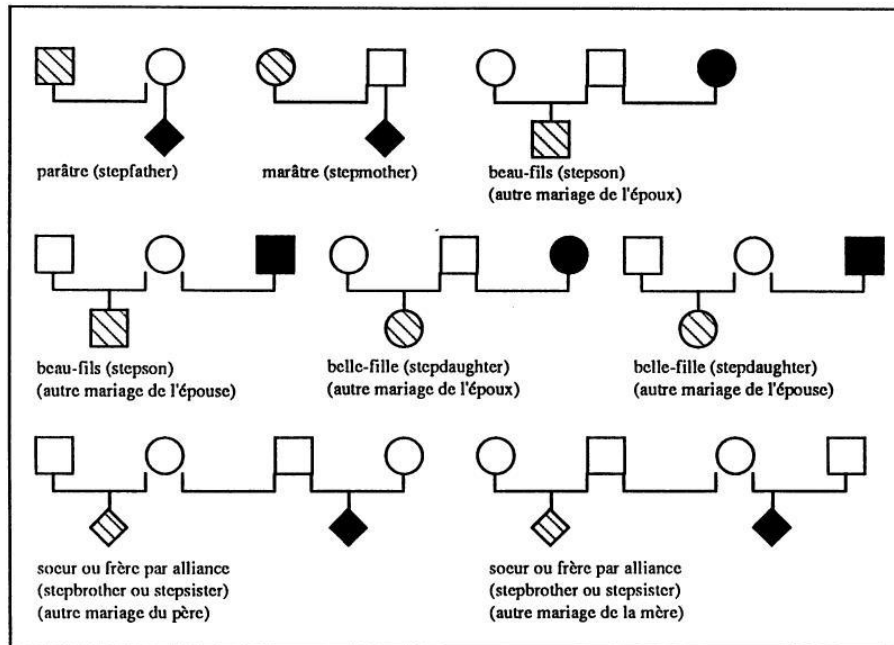 parâtre (stepfather)
marâtre (stepmother)
beau-fils (stepson)
(autre mariage de l'époux)
beau-fils (stepson)
(autre mariage de l'épouse)
belle-fille (stepdaughter)
(autre mariage de l'époux)
belle-fille (stepdaughter)
(autre mariage de l'épouse)
soeur ou frère par alliance
(stepbrother ou stepsister)
(autre mariage du père)
soeur ou frère par alliance
(stepbrother ou stepsister)
(autre mariage de la mère)